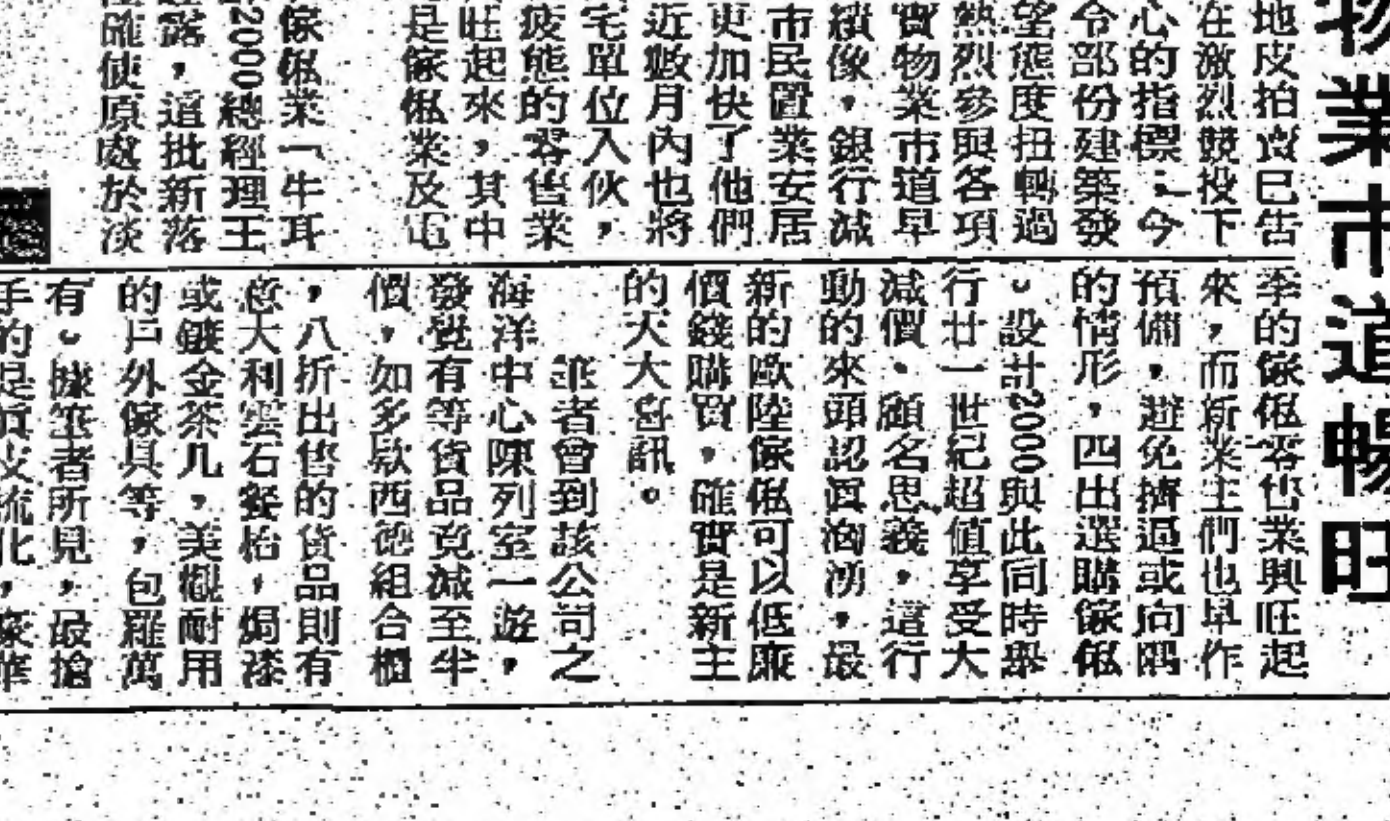 物業市道暢旺
地皮拍賣已告
在激烈競投下
心的指標；今
令部份建築發
望態度扭轉過
熱烈參與各項
實物業市道早
續像，銀行減
市民置業安居
更加快了他們
近數月內也將
宅單位入伙，
疲態的零售業
旺起來，其中
是傢俬業及電
傢俬業「牛耳
2000總經理王
透露，這批新落
確使原處於淡
季的傢俬零售業興旺起
來，而新業主們也早作
預備，避免擠逼或向隅
的情形，四出選購傢俬
。設計2000與此同時舉
行廿一世紀超值享受大
減價。顧名思義，這行
動的來頭認真洶湧，最
新的歐陸傢俬可以低廉
價錢購買，確實是新主
的大大喜訊。
筆者曾到該公司之
海洋中心陳列室一遊，
發覺有等貨品竟減至半
價，如多款西德組合櫃
，八折出售的貨品則有
意大利雲石餐枱，焗漆
或鍍金茶几，美觀耐用
的戶外傢具等，包羅萬
有。據筆者所見，最搶
手的是真皮梳化，豪華